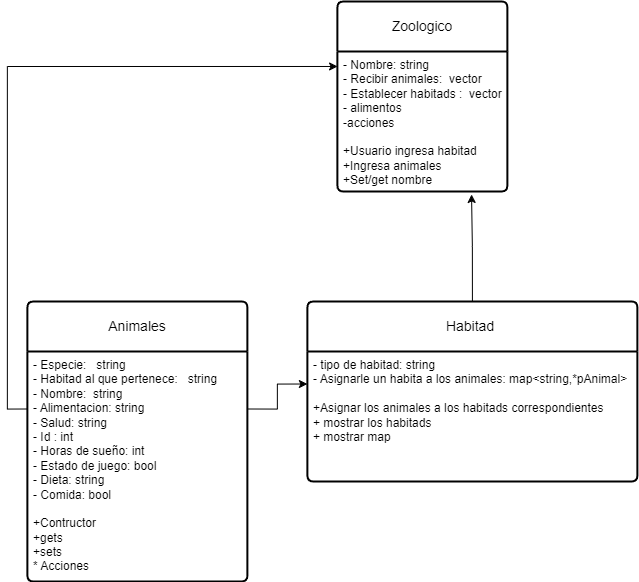 Zoologico
- Nombre: string
- Recibir animales:  vector
- Establecer habitads :  vector
- alimentos
-acciones
+Usuario ingresa habitad
+Ingresa animales
+Set/get nombre
Animales
- Especie:   string
- Habitad al que pertenece:   string
- Nombre:  string
- Alimentacion: string
- Salud: string
- Id : int
- Horas de sueño: int
- Estado de juego: bool
- Dieta: string
- Comida: bool
+Contructor
+gets
+sets
* Acciones
Habitad
- tipo de habitad: string
- Asignarle un habita a los animales: map<string,*pAnimal>
+Asignar los animales a los habitads correspondientes
+ mostrar los habitads
+ mostrar map